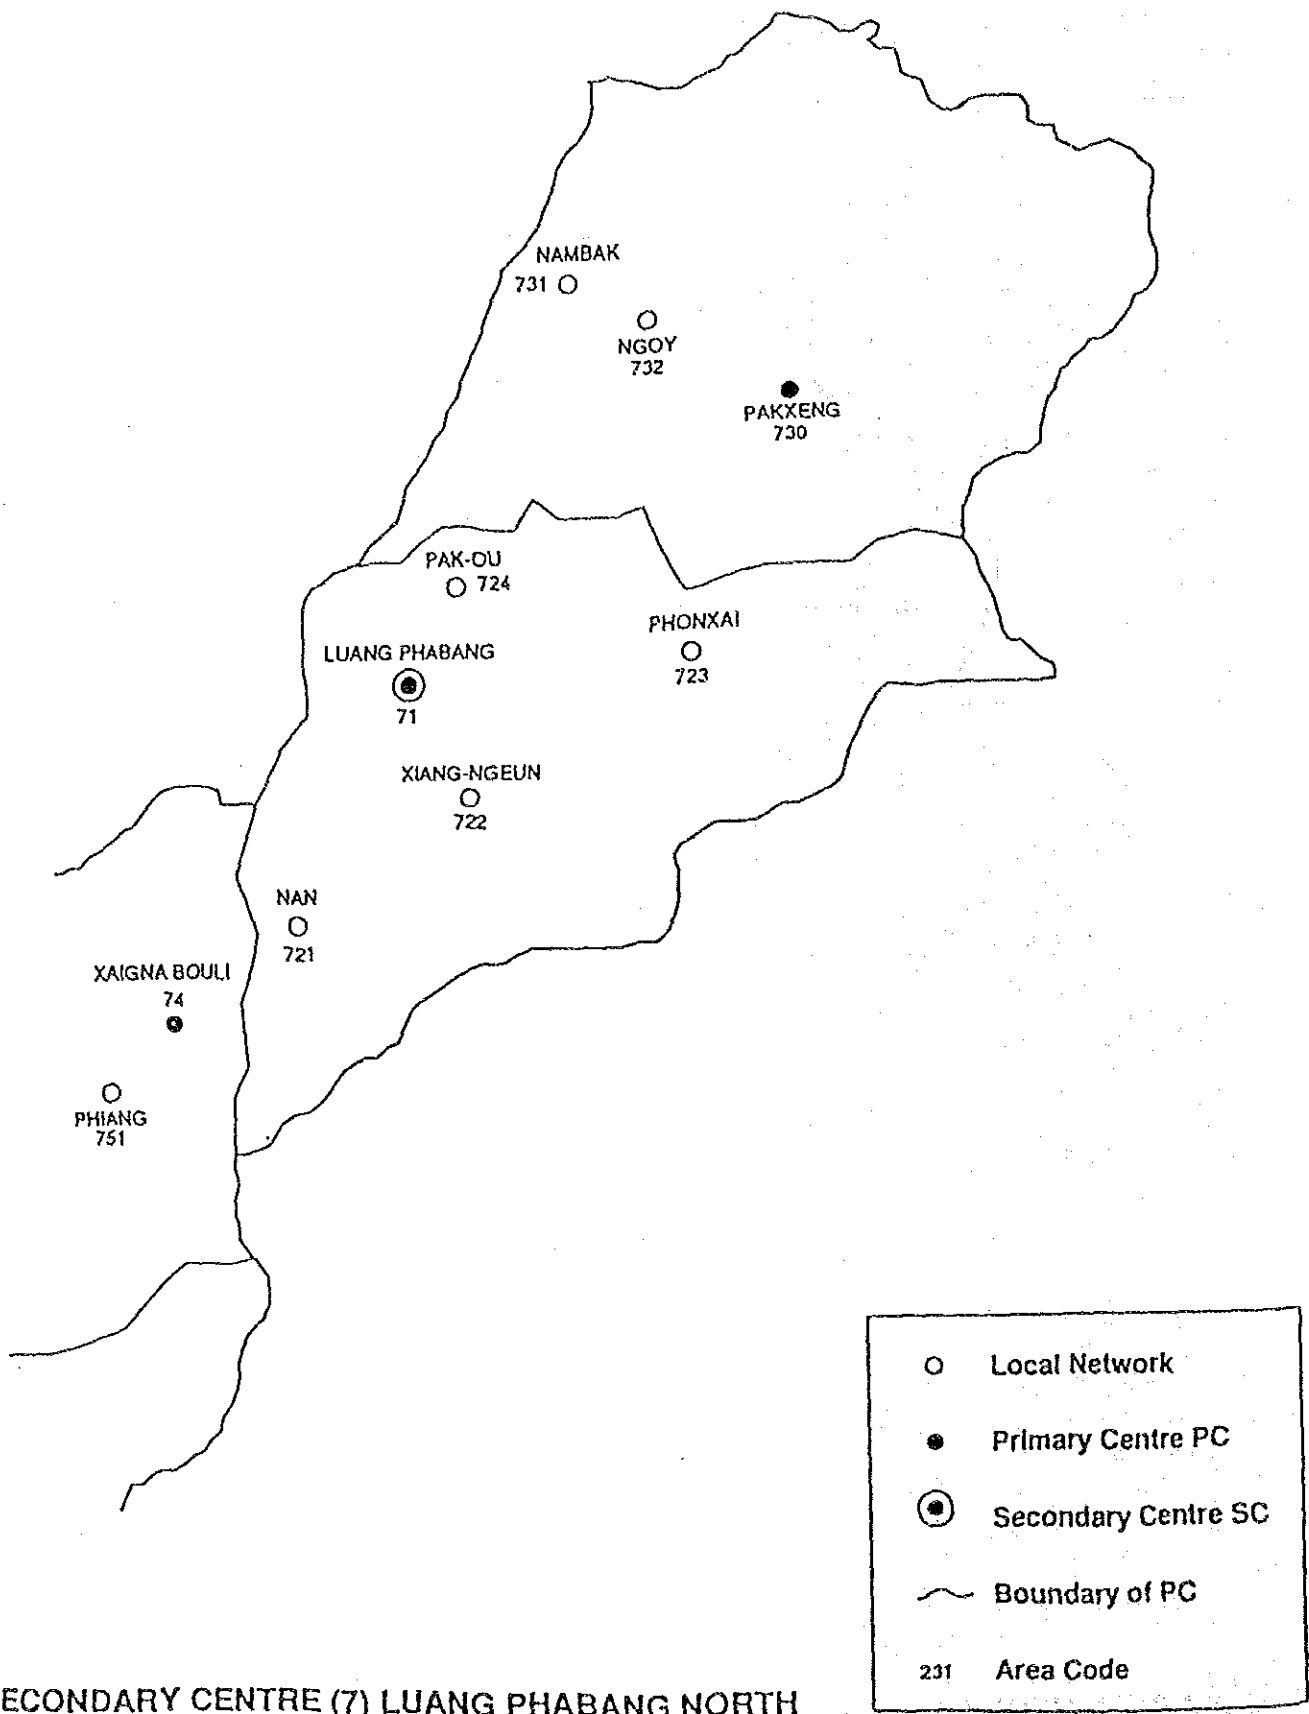 NAMBAK
731
NGOY
732
PAKXENG
730
PAK-OU
724
PHONXAI
723
LUANG PHABANG
71
XIANG-NGEUN
722
NAN
721
XAIGNA BOULI
74
PHIANG
751
Local Network
Primary Centre PC
Secondary Centre SC
Boundary of PC
231 Area Code
ECONDARY CENTRE (7) LUANG PHABANG NORTH